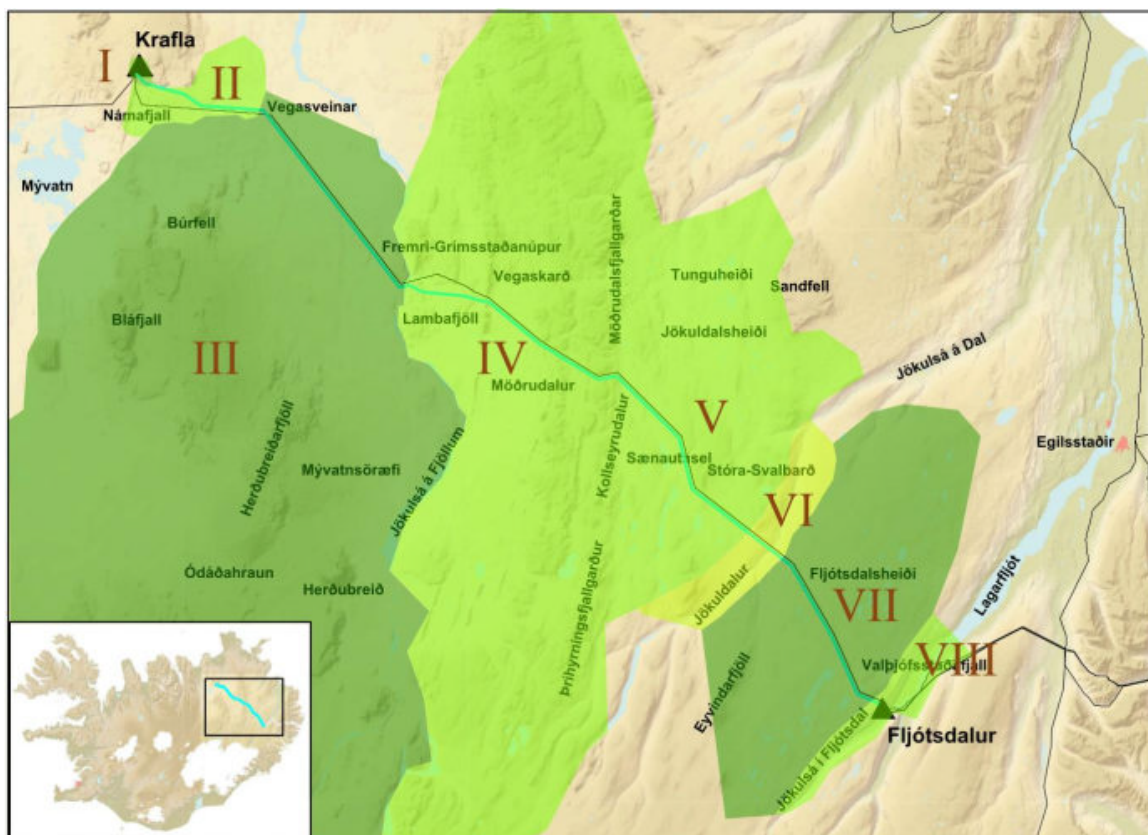 Krafla
I
II
Námafjall
Vegasveinar
Mývatn
Búrfell
Fremri-Grímsstaðanúpur
Vegaskarð
Möðrudalsfjallgarðar
Tunguheiði
Sandfell
Bláfjall
Lambafjöll
Jökuldalsheiði
III
IV
Jökulsá á Dal
Möðrudalur
Herðubreiðarfjöll
Kollseyrudalur
V
Egilsstaðir
Mývatnsöræfi
Jökulsá á Fjöllum
Sænautasel
Stóra-Svalbarð
VI
Ódáðahraun
Herðubreið
Fljótsdalsheiði
Lagarfljót
Jökuldalur
VII
Þríhyrningsfjallgarður
Eyvindarfjöll
Valþjófsstaðarfjall
VIII
Fljótsdalur
Jökulsá í Fljótsdal